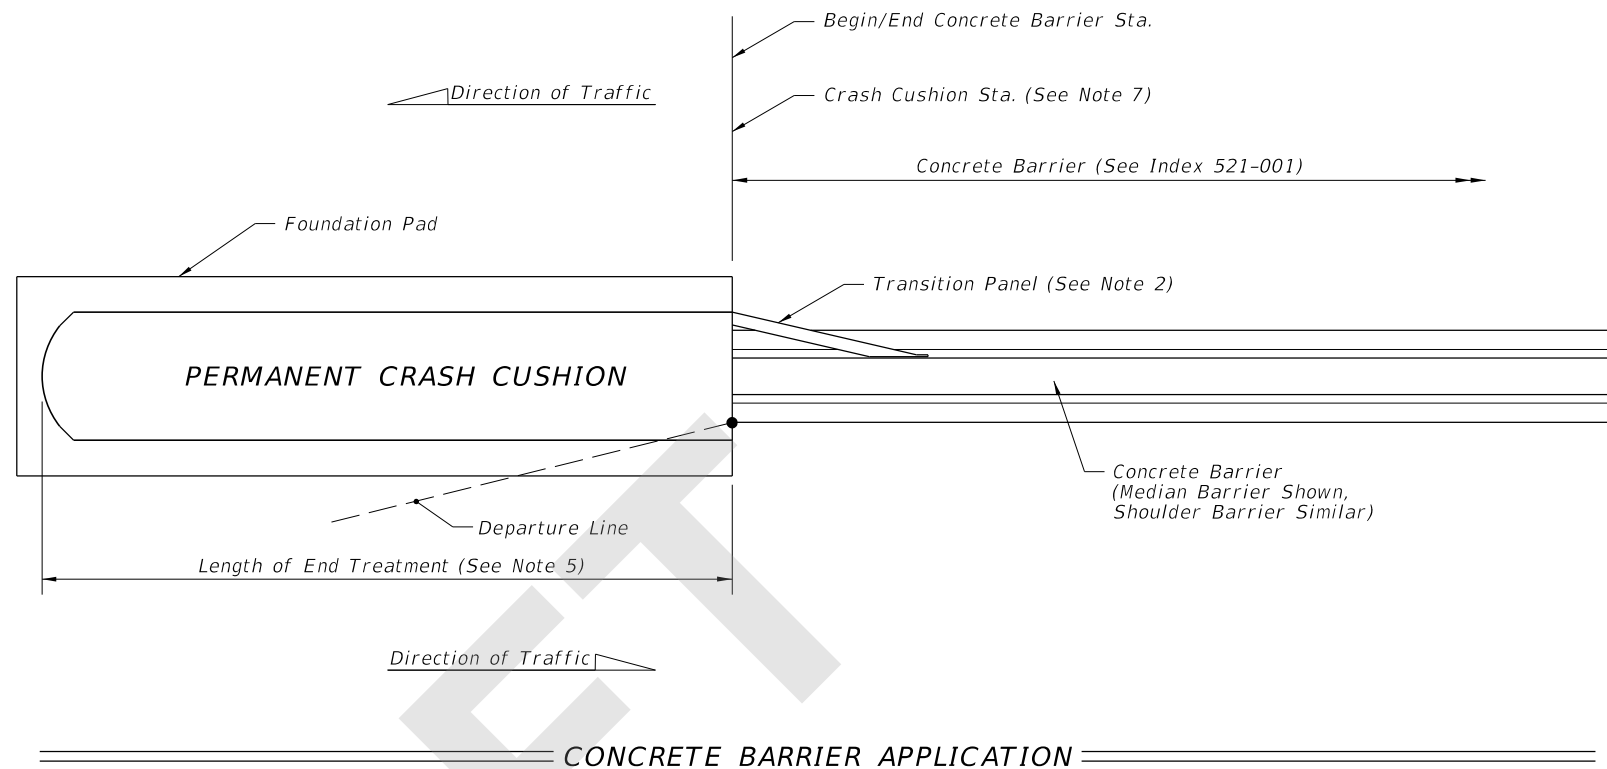 Begin/End Concrete Barrier Sta.
Direction of Traffic
Crash Cushion Sta. (See Note 7)
Concrete Barrier (See Index 521-001)
Foundation Pad
Transition Panel (See Note 2)
PERMANENT CRASH CUSHION
Concrete Barrier
(Median Barrier Shown,
Shoulder Barrier Similar)
Departure Line
Length of End Treatment (See Note 5)
Direction of Traffic
CONCRETE BARRIER APPLICATION